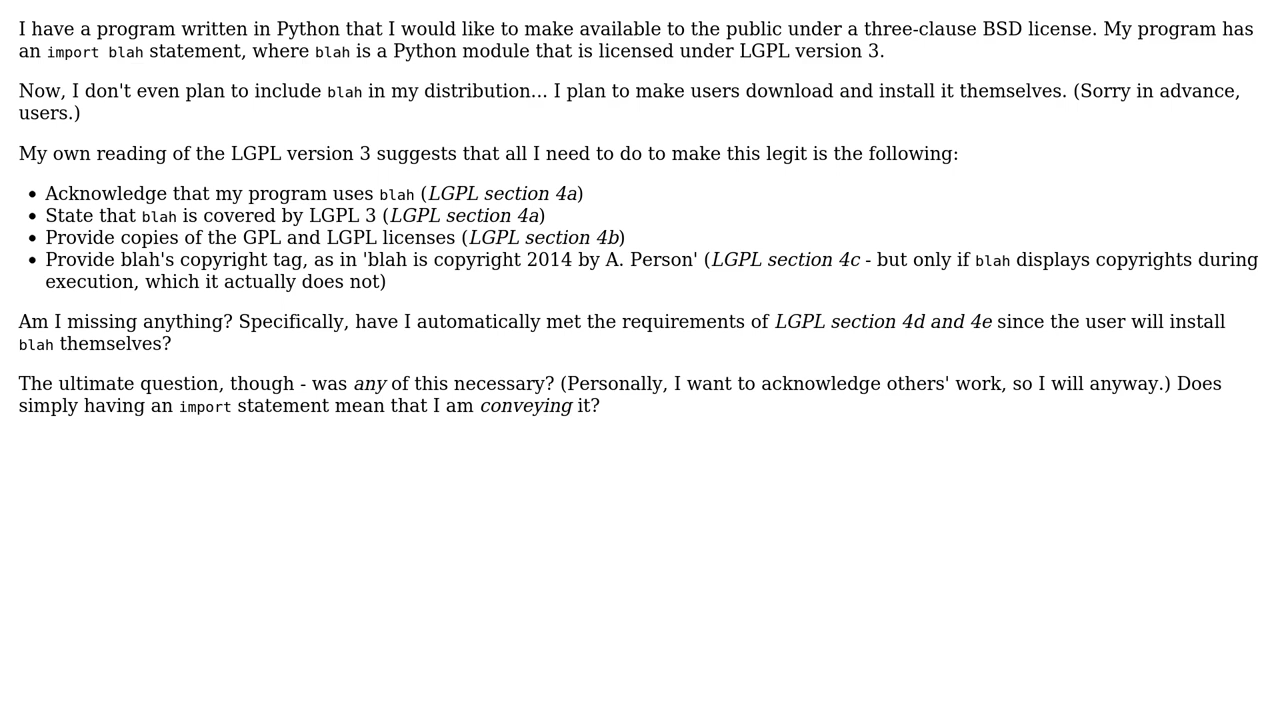 I have a program written in Python that I would like to make available to the public under a three-clause BSD license. My program has
an import blah statement, where blah is a Python module that is licensed under LGPL version 3.
Now, I don't even plan to include blah in my distribution... I plan to make users download and install it themselves. (Sorry in advance,
users.)
My own reading of the LGPL version 3 suggests that all I need to do to make this legit is the following:
• Acknowledge that my program uses blah (LGPL section 4a)
• State that blah is covered by LGPL 3 (LGPL section 4a)
• Provide copies of the GPL and LGPL licenses (LGPL section 4b)
• Provide blah's copyright tag, as in 'blah is copyright 2014 by A. Person' (LGPL section 4c - but only if blah displays copyrights during
execution, which it actually does not)
Am I missing anything? Specifically, have I automatically met the requirements of LGPL section 4d and 4e since the user will install
blah themselves?
The ultimate question, though - was any of this necessary? (Personally, I want to acknowledge others' work, so I will anyway.) Does
simply having an import statement mean that I am conveying it?